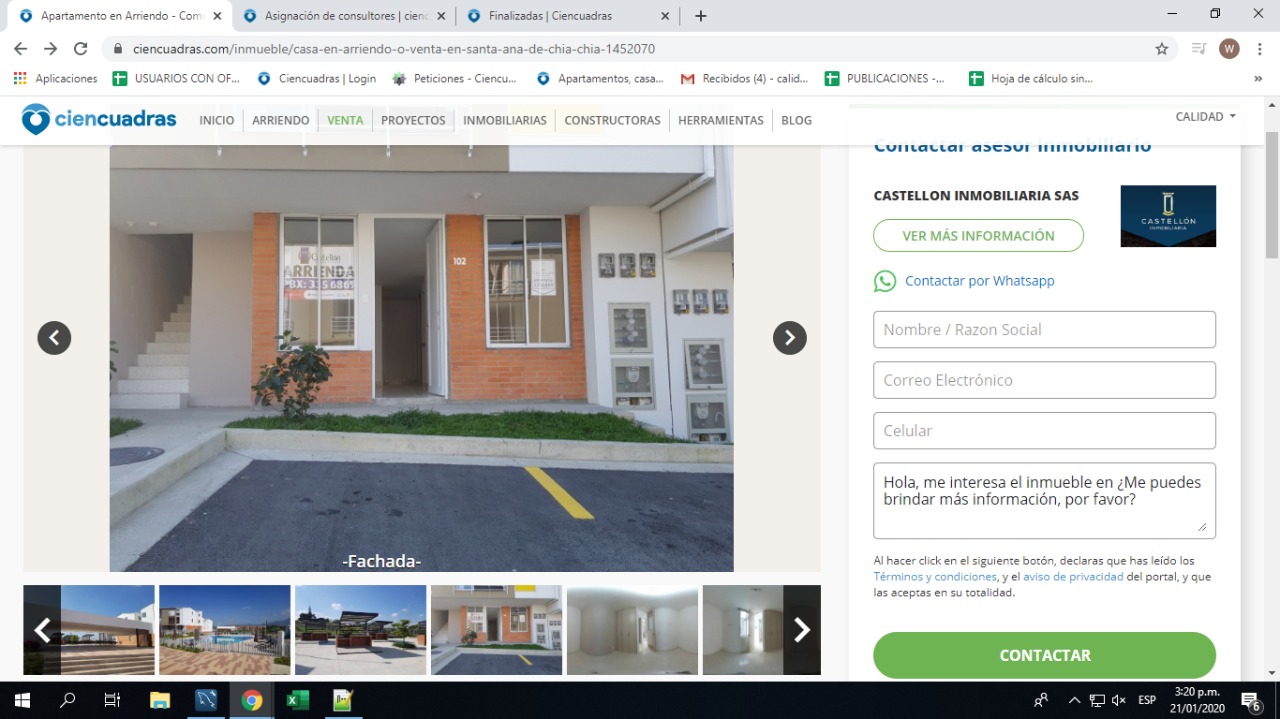 Apartamento en Arriendo - Com
Asignación de consultores | cienc
Finalizadas | Ciencuadras
ciencuadras.com/inmueble/casa-en-arriendo-o-venta-en-santa-ana-de-chia-chia-1452070
W
Aplicaciones
USUARIOS CON OF...
Ciencuadras | Login
Peticiones - Ciencu...
Apartamentos, casa...
Recibidos (4) - calid...
PUBLICACIONES -...
Hoja de cálculo sin...
»
ciencuadras
INICIO
ARRIENDO
VENTA
PROYECTOS
INMOBILIARIAS
CONSTRUCTORAS
HERRAMIENTAS
BLOG
CALIDAD
Castellón
ARRIENDA
102
-Fachada-
Contactar asesor inmobiliario
CASTELLON INMOBILIARIA SAS
CASTELLÓN
INMOBILIARIA
VER MÁS INFORMACIÓN
Contactar por Whatsapp
Nombre / Razon Social
Correo Electrónico
Celular
Hola, me interesa el inmueble en ¿Me puedes
brindar más información, por favor?
Al hacer click en el siguiente botón, declaras que has leído los
Términos y condiciones, y el aviso de privacidad del portal, y que
las aceptas en su totalidad.
CONTACTAR
ESP
3:20 p.m.
21/01/2020
6